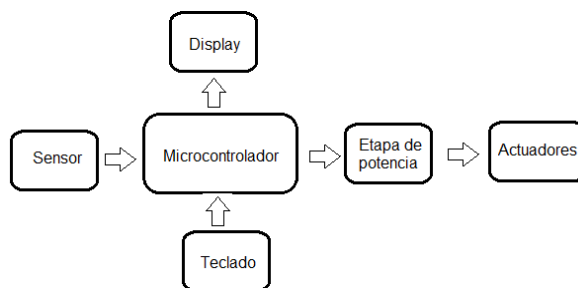 Display
Sensor
Microcontrolador
Etapa de
potencia
Actuadores
Teclado